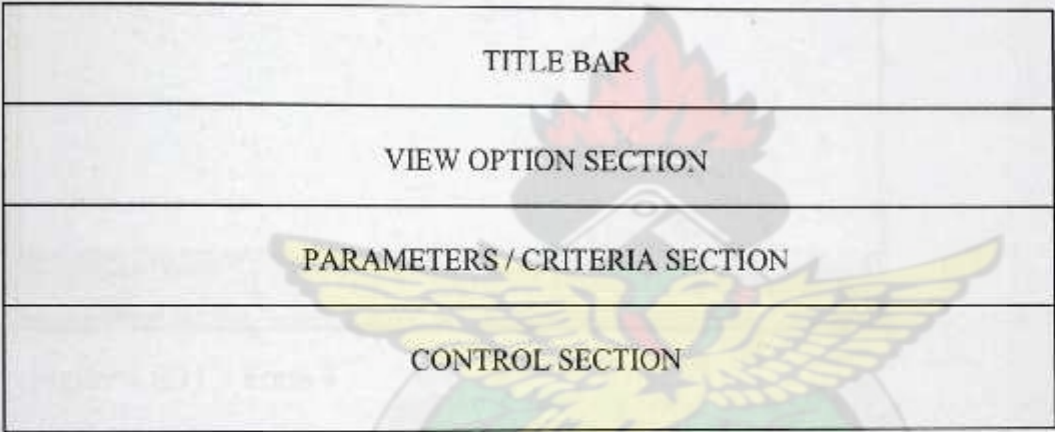 TITLE BAR
VIEW OPTION SECTION
PARAMETERS / CRITERIA SECTION
CONTROL SECTION